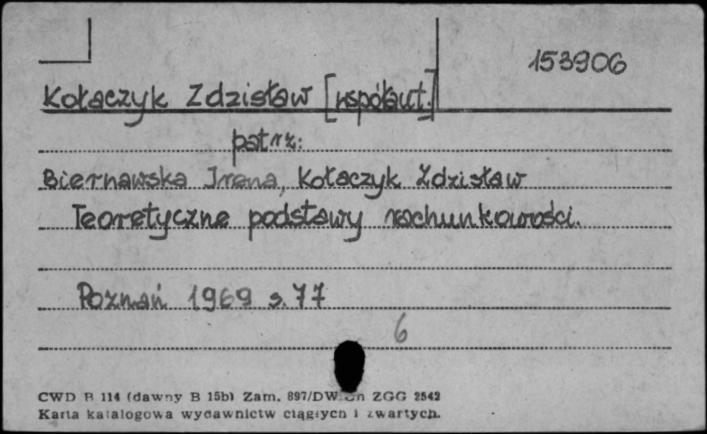 153906
Kołaczyk Zdzisław [współaut.]
patrz:
Biernawska Irena, Kołaczyk Zdzisław
Teoretyczne podstawy rachunkowości.
Poznań 1969 s. 77
6
CWD B 114 (dawny B 15b) Zam. 897/DW ZGG 2542
Karta katalogowa wydawnictw ciągłych i zwartych.